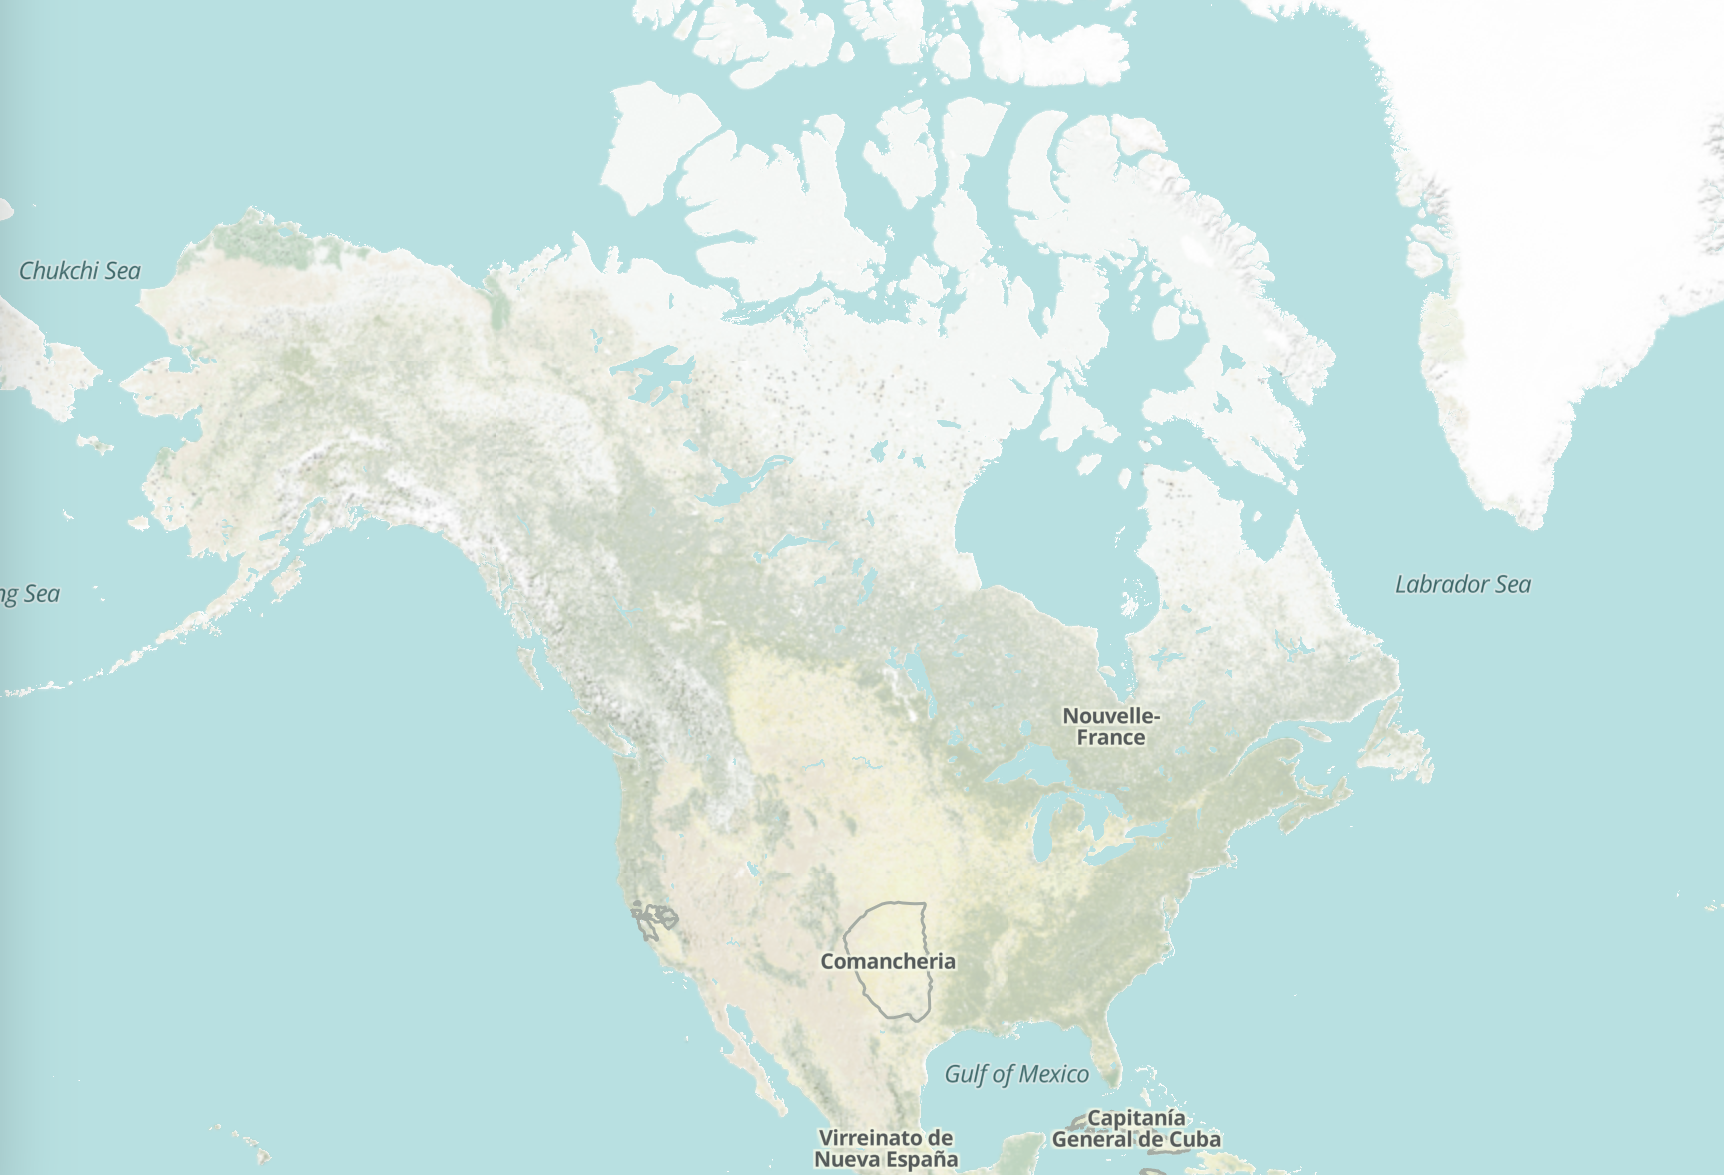 Chukchi Sea
ng Sea
Labrador Sea
Nouvelle-
France
Comancheria
Gulf of Mexico
Capitanía
General de Cuba
Virreinato de
Nueva España